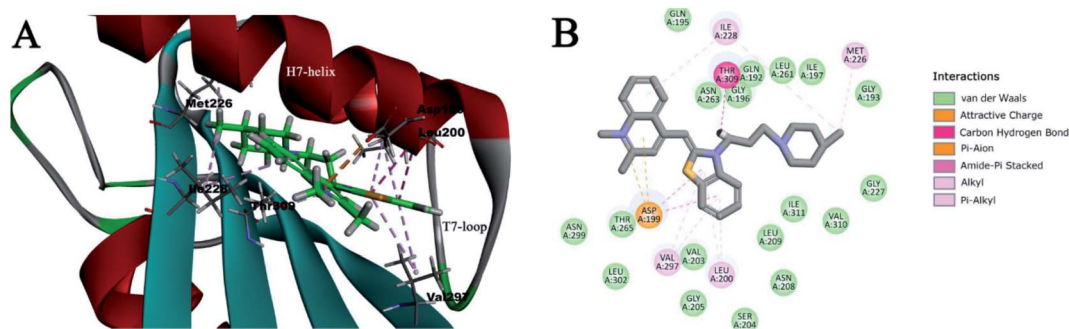 A
H7-helix
Met226
Asp199
Leu200
Ile228
Thr309
T7-loop
Val297
B
GLN
A:195
ILE
A:228
MET
A:226
THR
A:309
GLN
A:192
LEU
A:261
ILE
A:197
ASN
A:263
GLY
A:196
GLY
A:193
GLY
A:227
ASP
A:199
THR
A:265
ASN
A:299
ILE
A:311
VAL
A:310
LEU
A:209
VAL
A:297
VAL
A:203
LEU
A:200
LEU
A:302
ASN
A:208
GLY
A:205
SER
A:204
Interactions
van der Waals
Attractive Charge
Carbon Hydrogen Bond
Pi-Aion
Amide-Pi Stacked
Alkyl
Pi-Alkyl